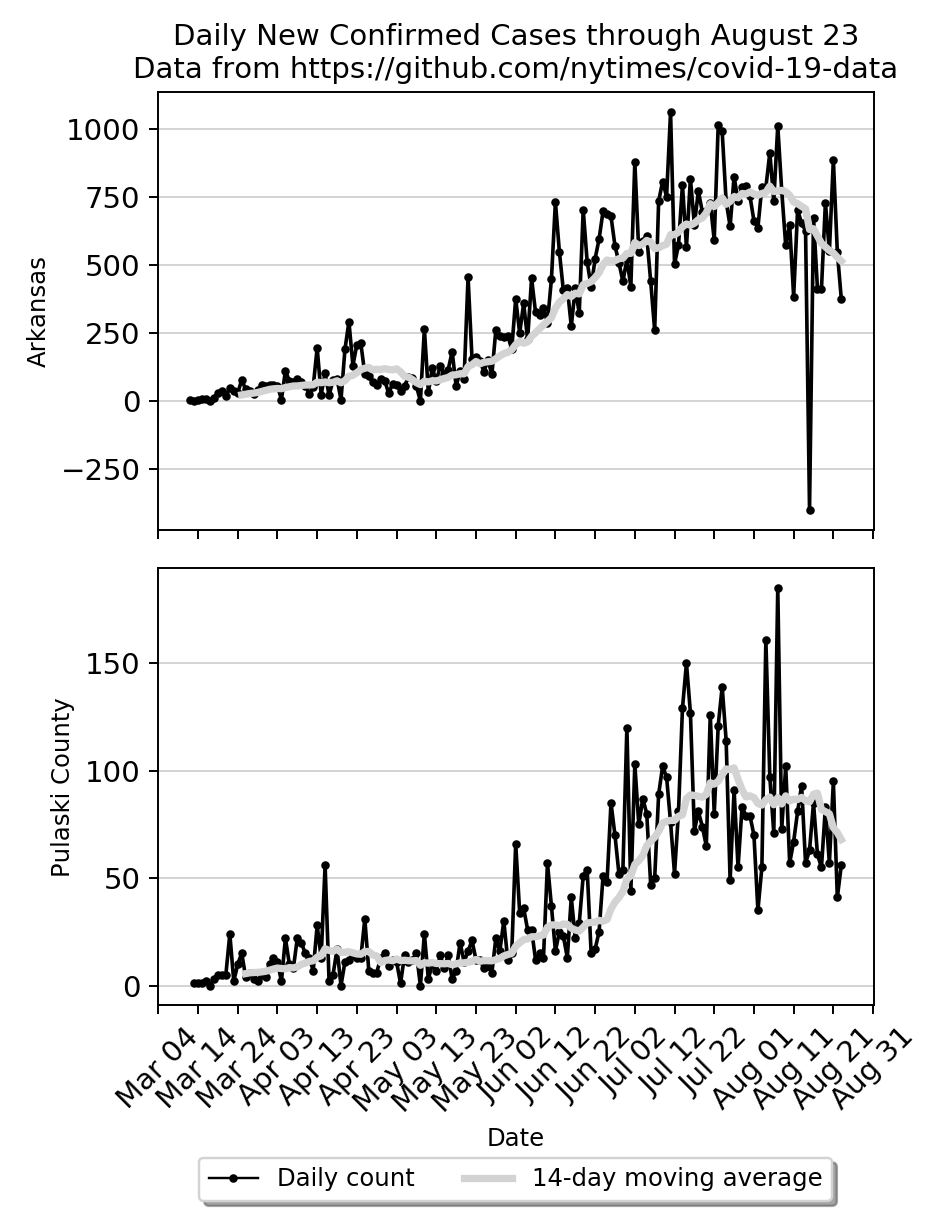 Daily New Confirmed Cases through August 23
Data from https://github.com/nytimes/covid-19-data
1000
750
500
250
0
−250
Arkansas
150
100
50
0
Pulaski County
Mar 04
Mar 14
Mar 24
Apr 03
Apr 13
Apr 23
May 03
May 13
May 23
Jun 02
Jun 12
Jun 22
Jul 02
Jul 12
Jul 22
Aug 01
Aug 11
Aug 21
Aug 31
Date
Daily count
14-day moving average